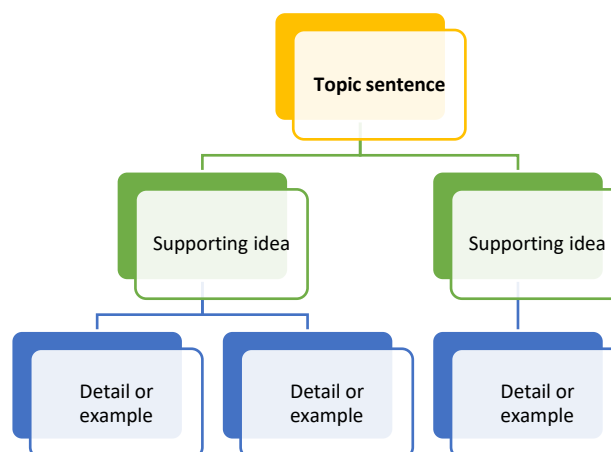 Topic sentence
Supporting idea
Supporting idea
Detail or
example
Detail or
example
Detail or
example